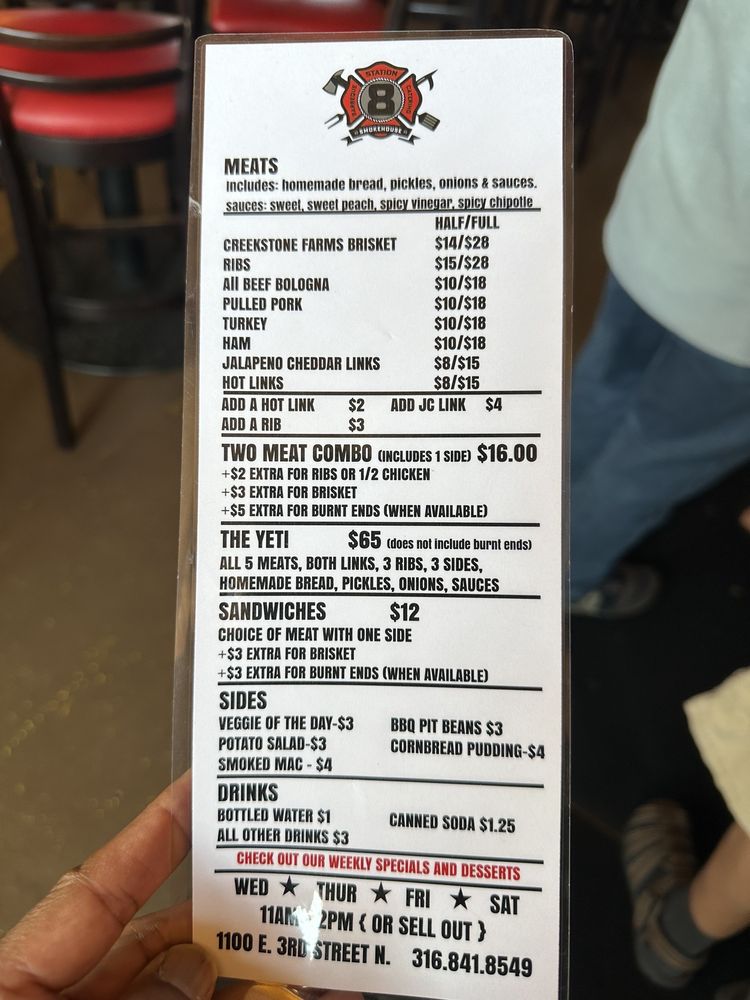 STATION
BARBEQUE 8 CATERING
SMOKEHOUSE
MEATS
Includes: homemade bread, pickles, onions & sauces.
sauces: sweet, sweet peach, spicy vinegar, spicy chipotle
HALF/FULL
CREEKSTONE FARMS BRISKET $14/$28
RIBS $15/$28
All BEEF BOLOGNA $10/$18
PULLED PORK $10/$18
TURKEY $10/$18
HAM $10/$18
JALAPENO CHEDDAR LINKS $8/$15
HOT LINKS $8/$15
ADD A HOT LINK $2 ADD JC LINK $4
ADD A RIB $3
TWO MEAT COMBO (INCLUDES 1 SIDE) $16.00
+$2 EXTRA FOR RIBS OR 1/2 CHICKEN
+$3 EXTRA FOR BRISKET
+$5 EXTRA FOR BURNT ENDS (WHEN AVAILABLE)
THE YETI $65 (does not include burnt ends)
ALL 5 MEATS, BOTH LINKS, 3 RIBS, 3 SIDES,
HOMEMADE BREAD, PICKLES, ONIONS, SAUCES
SANDWICHES $12
CHOICE OF MEAT WITH ONE SIDE
+$3 EXTRA FOR BRISKET
+$3 EXTRA FOR BURNT ENDS (WHEN AVAILABLE)
SIDES
VEGGIE OF THE DAY-$3 BBQ PIT BEANS $3
POTATO SALAD-$3 CORNBREAD PUDDING-$4
SMOKED MAC - $4
DRINKS
BOTTLED WATER $1 CANNED SODA $1.25
ALL OTHER DRINKS $3
CHECK OUT OUR WEEKLY SPECIALS AND DESSERTS
WED ★ THUR ★ FRI ★ SAT
11AM - 2PM { OR SELL OUT }
1100 E. 3RD STREET N. 316.841.8549